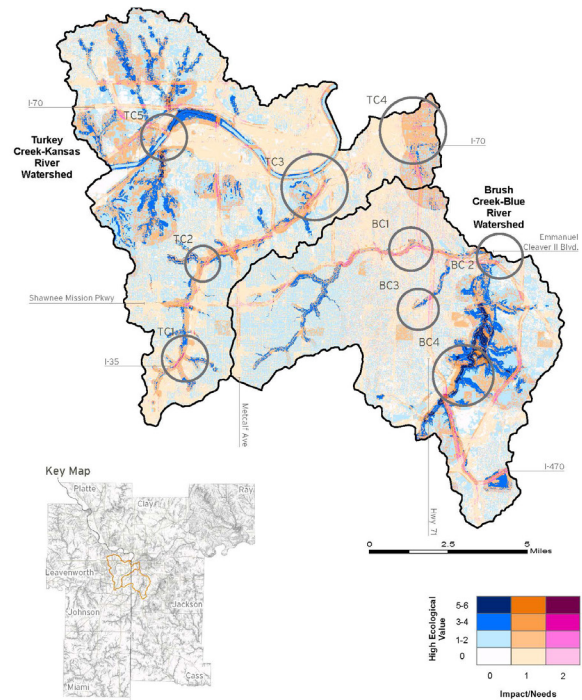 TC4
I-70
TC5
I-70
Turkey
Creek-Kansas
River
Watershed
TC3
Brush
Creek-Blue
River
Watershed
BC1
Emmanuel
Cleaver II Blvd.
TC2
BC 2
BC3
Shawnee Mission Pkwy
TC1
BC4
I-35
Metcalf Ave
Hwy 71
I-470
Key Map
Platte
Clay
Ray
Leavenworth
Johnson
Jackson
Miami
Cass
0 2.5 5
Miles
High Ecological
Value
5-6
3-4
1-2
0
0 1 2
Impact/Needs